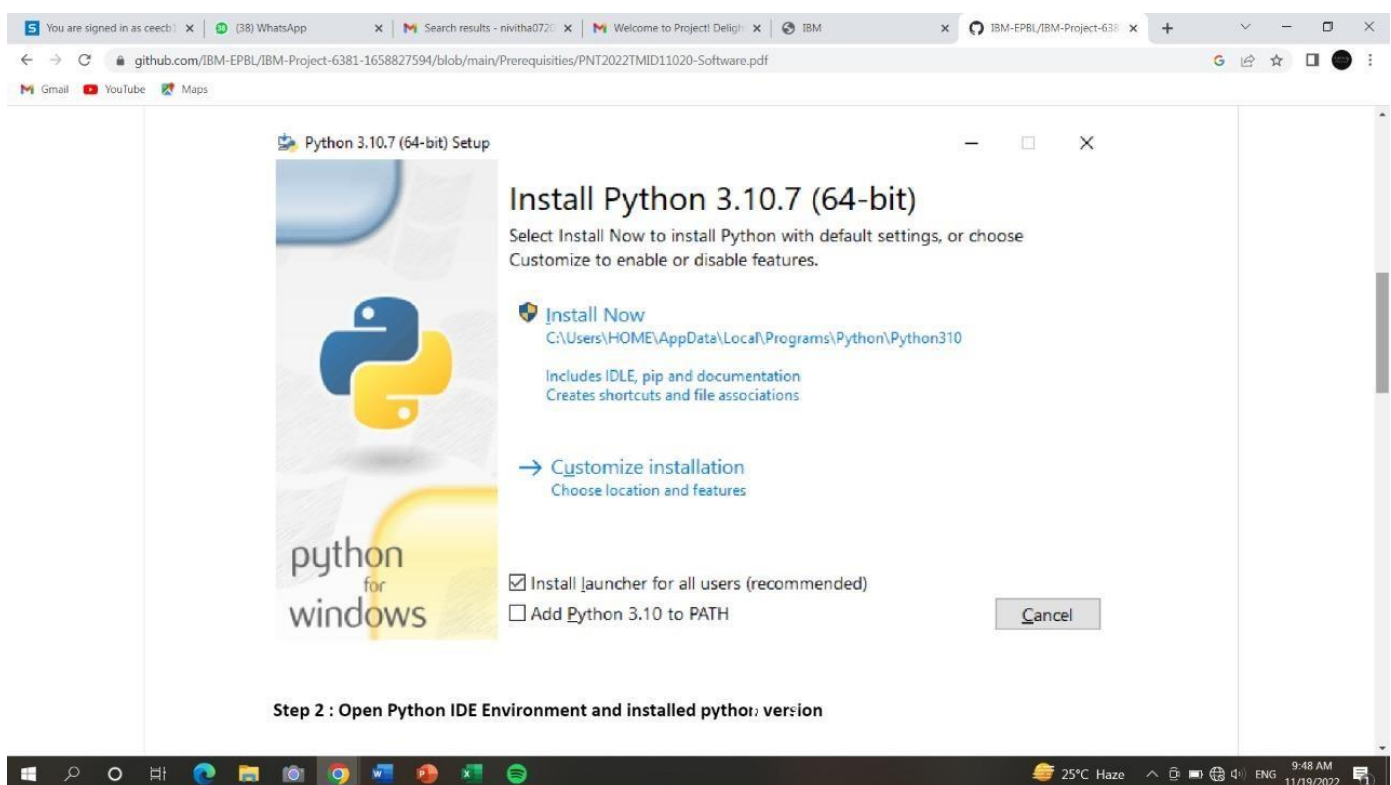 You are signed in as ceecb1
(38) WhatsApp
Search results - nivitha0720
Welcome to Project! Deligh
IBM
IBM-EPBL/IBM-Project-638
github.com/IBM-EPBL/IBM-Project-6381-1658827594/blob/main/Prerequisities/PNT2022TMID11020-Software.pdf
Gmail YouTube Maps
Python 3.10.7 (64-bit) Setup
Install Python 3.10.7 (64-bit)
Select Install Now to install Python with default settings, or choose
Customize to enable or disable features.
Install Now
C:\Users\HOME\AppData\Local\Programs\Python\Python310
Includes IDLE, pip and documentation
Creates shortcuts and file associations
Customize installation
Choose location and features
python
for
windows
Install launcher for all users (recommended)
Add Python 3.10 to PATH
Cancel
Step 2 : Open Python IDE Environment and installed python version
25°C Haze
ENG
9:48 AM
11/19/2022